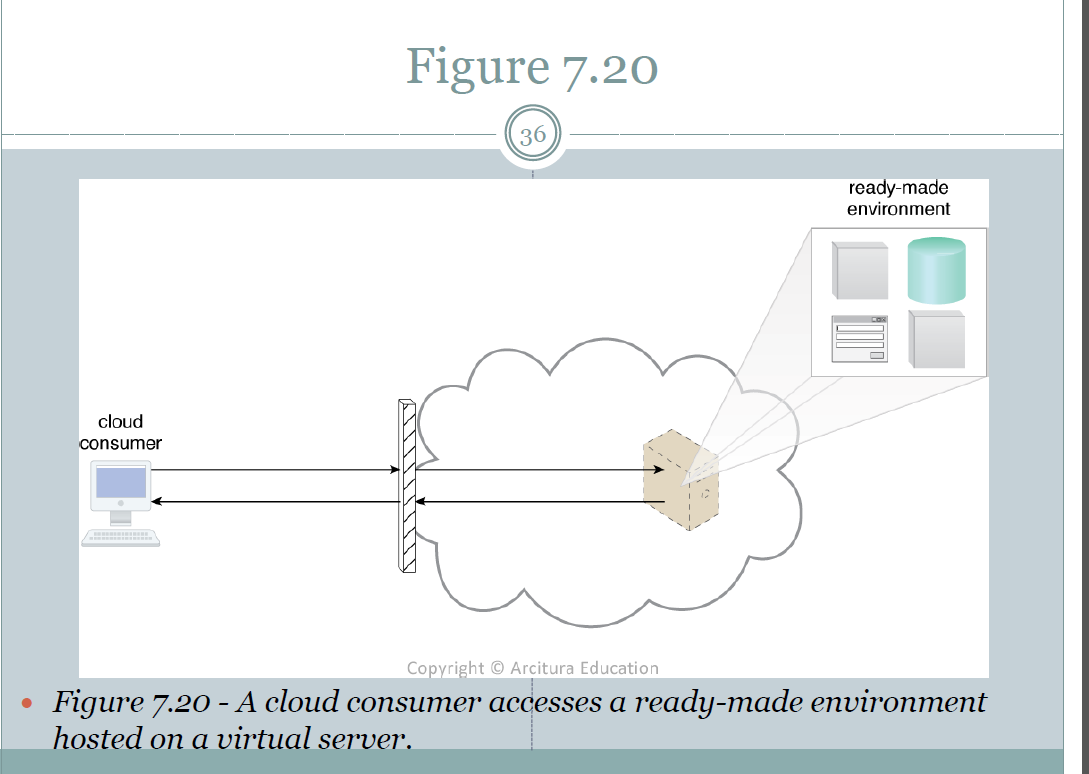 Figure 7.20
36
ready-made
environment
cloud
consumer
Copyright © Arcitura Education
• Figure 7.20 - A cloud consumer accesses a ready-made environment
hosted on a virtual server.